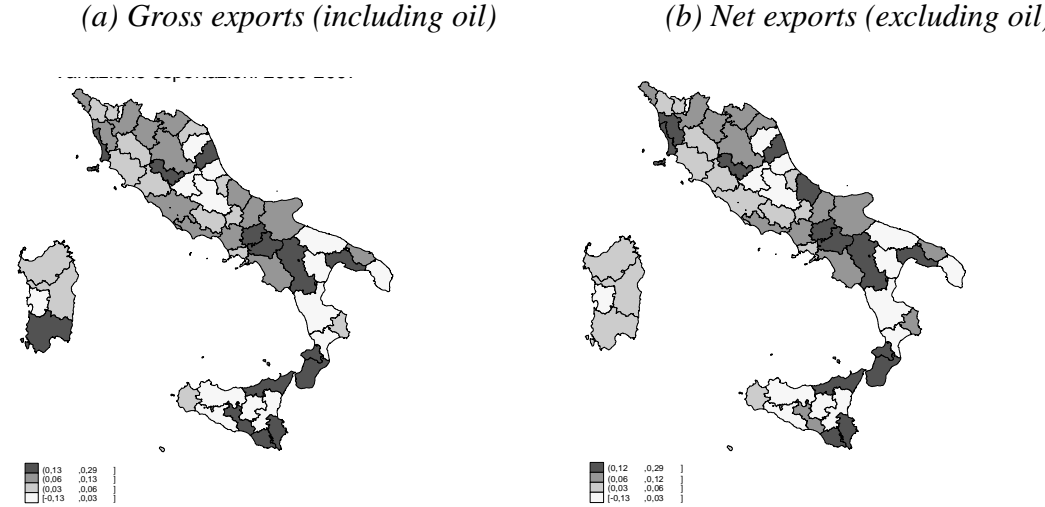 (a) Gross exports (including oil)
(b) Net exports (excluding oil)
(0,13 ,0,29 ]
(0,06 ,0,13 ]
(0,03 ,0,06 ]
[-0,13 ,0,03 ]
(0,12 ,0,29 ]
(0,06 ,0,12 ]
(0,03 ,0,06 ]
[-0,13 ,0,03 ]